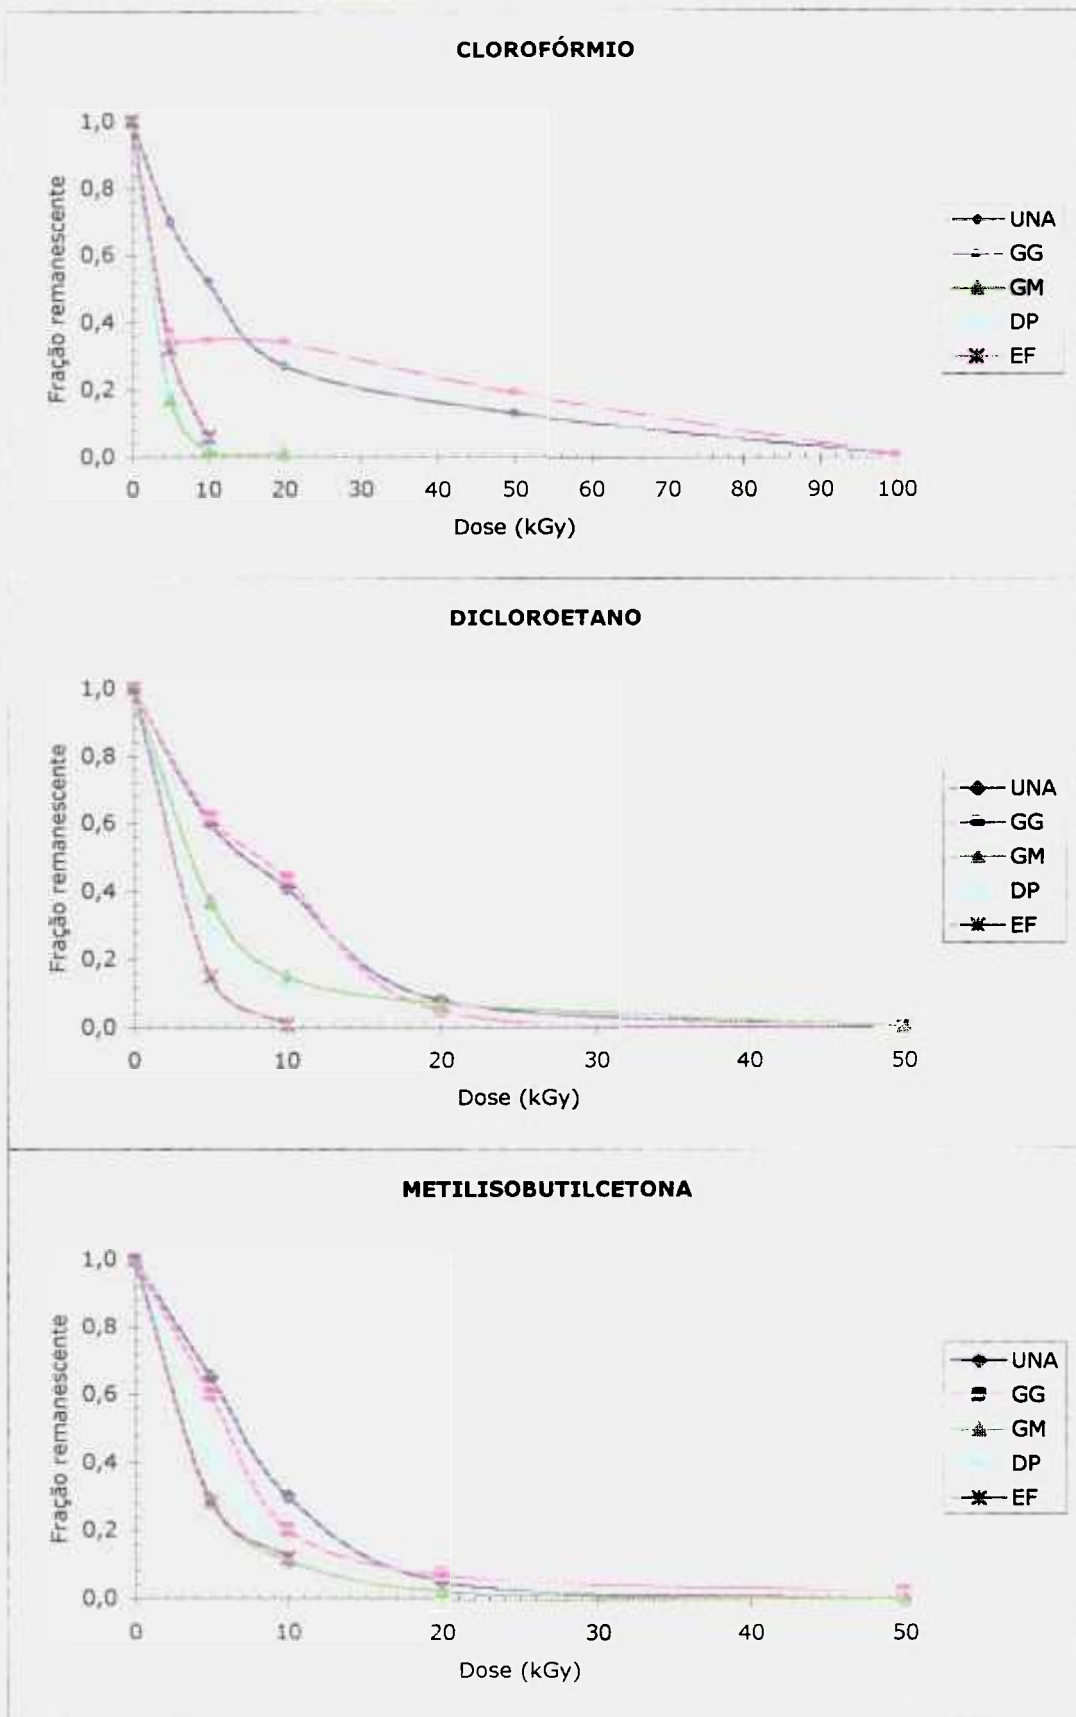 CLOROFÓRMIO
Fração remanescente
1,0
0,8
0,6
0,4
0,2
0,0
0 10 20 30 40 50 60 70 80 90 100
Dose (kGy)
UNA
GG
GM
DP
EF
DICLOROETANO
Fração remanescente
1,0
0,8
0,6
0,4
0,2
0,0
0 10 20 30 40 50
Dose (kGy)
UNA
GG
GM
DP
EF
METILISOBUTILCETONA
Fração remanescente
1,0
0,8
0,6
0,4
0,2
0,0
0 10 20 30 40 50
Dose (kGy)
UNA
GG
GM
DP
EF